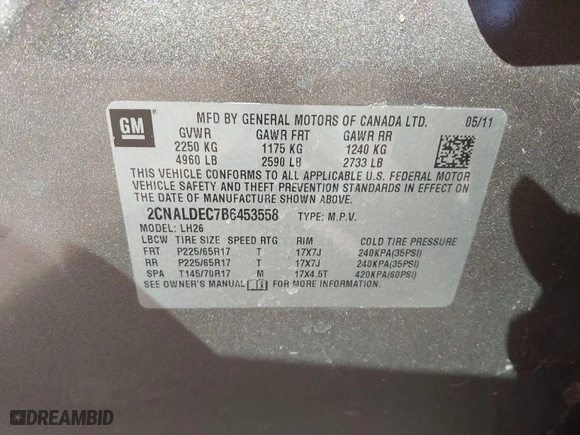 GM
MFD BY GENERAL MOTORS OF CANADA LTD. 05/11
GVWR GAWR FRT GAWR RR
2250 KG 1175 KG 1240 KG
4960 LB 2590 LB 2733 LB
THIS VEHICLE CONFORMS TO ALL APPLICABLE U.S. FEDERAL MOTOR
VEHICLE SAFETY AND THEFT PREVENTION STANDARDS IN EFFECT ON
THE DATE OF MANUFACTURE SHOWN ABOVE.
2CNALDEC7B6453558 TYPE: M.P.V.
MODEL: LH26
LBCW TIRE SIZE SPEED RTG RIM COLD TIRE PRESSURE
FRT P225/65R17 T 17X7J 240KPA(35PSI)
RR P225/65R17 T 17X7J 240KPA(35PSI)
SPA T145/70R17 M 17X4.5T 420KPA(60PSI)
SEE OWNER'S MANUAL FOR MORE INFORMATION.
DREAMBID